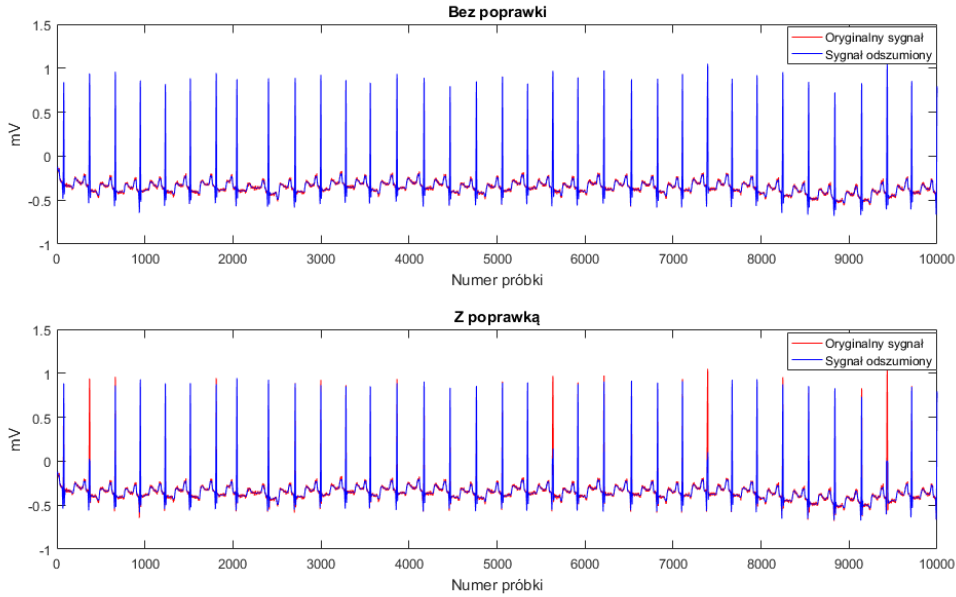 Bez poprawki
1.5
1
0.5
0
-0.5
-1
mV
Oryginalny sygnał
Sygnał odszumiony
0 1000 2000 3000 4000 5000 6000 7000 8000 9000 10000
Numer próbki
Z poprawką
1.5
1
0.5
0
-0.5
-1
mV
Oryginalny sygnał
Sygnał odszumiony
0 1000 2000 3000 4000 5000 6000 7000 8000 9000 10000
Numer próbki